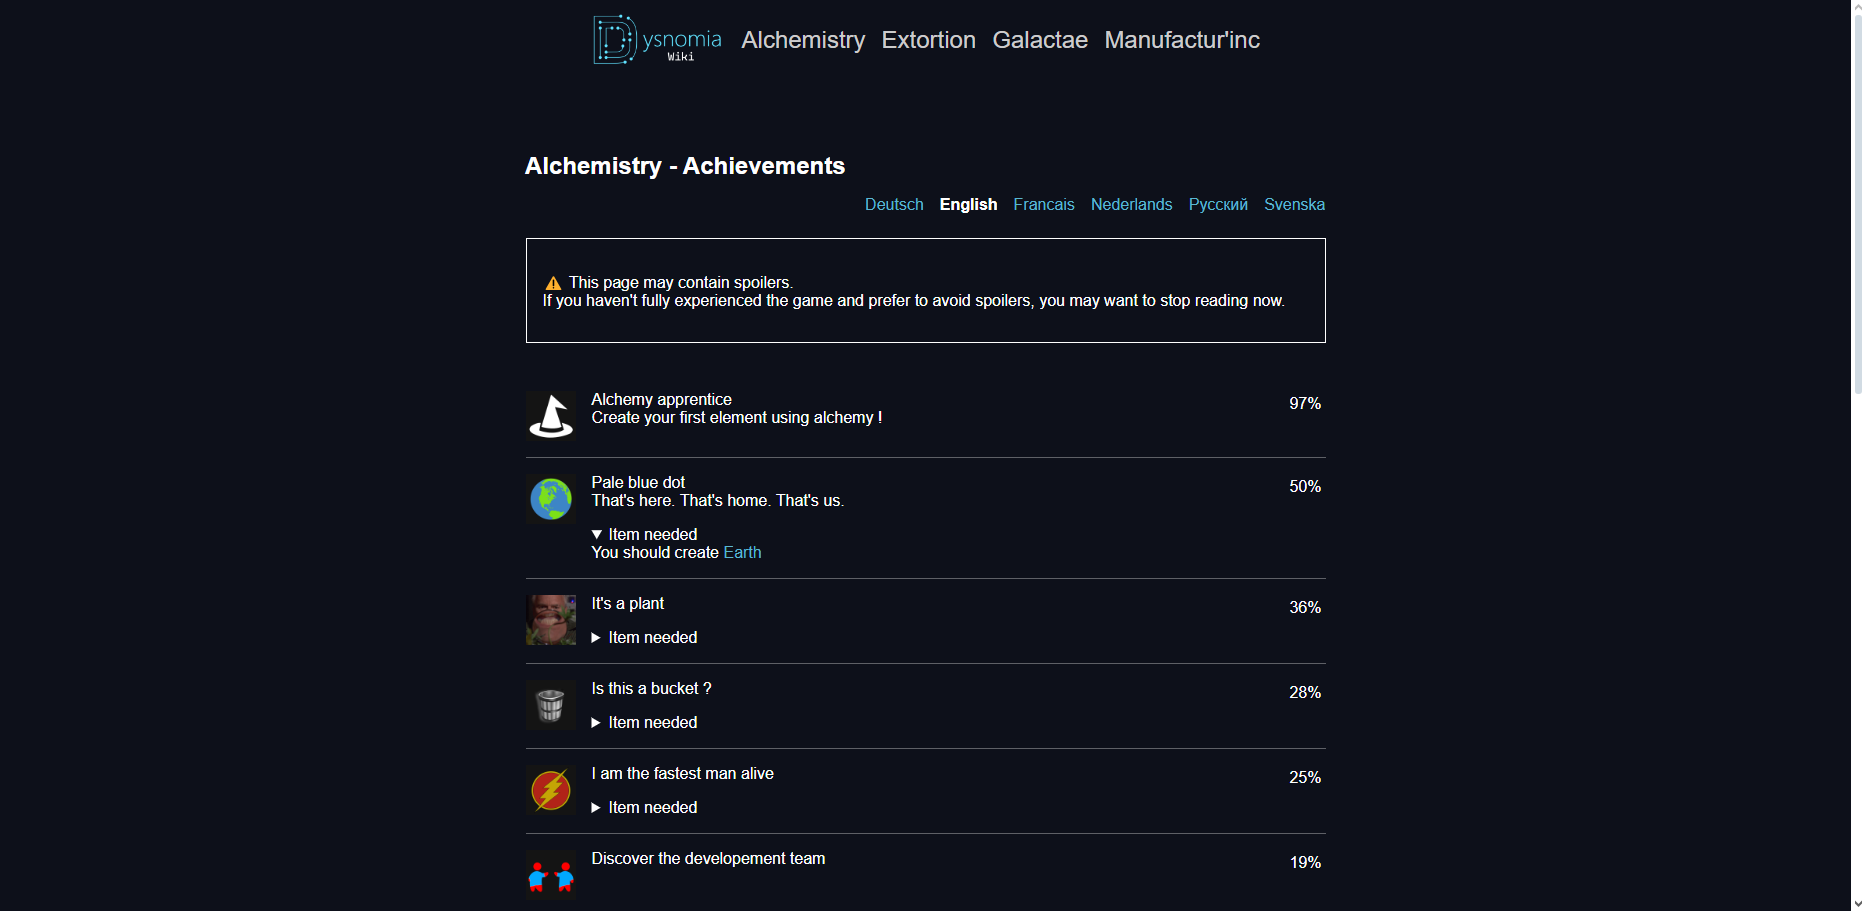 Dysnomia
Wiki
Alchemistry Extortion Galactae Manufactur'inc
Alchemistry - Achievements
Deutsch English Francais Nederlands Русский Svenska
This page may contain spoilers.
If you haven't fully experienced the game and prefer to avoid spoilers, you may want to stop reading now.
Alchemy apprentice
97%
Create your first element using alchemy !
Pale blue dot
50%
That's here. That's home. That's us.
Item needed
You should create Earth
It's a plant
36%
Item needed
Is this a bucket ?
28%
Item needed
I am the fastest man alive
25%
Item needed
Discover the developement team
19%